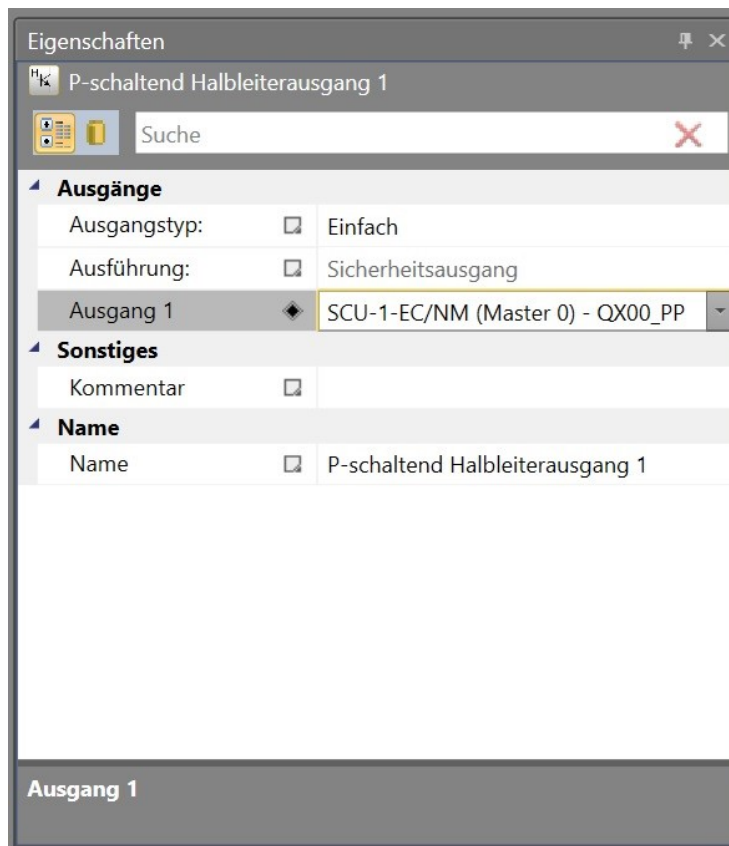 Eigenschaften
P-schaltend Halbleiterausgang 1
Suche
Ausgänge
Ausgangstyp: Einfach
Ausführung: Sicherheitsausgang
Ausgang 1 SCU-1-EC/NM (Master 0) - QX00_PP
Sonstiges
Kommentar
Name
Name P-schaltend Halbleiterausgang 1
Ausgang 1